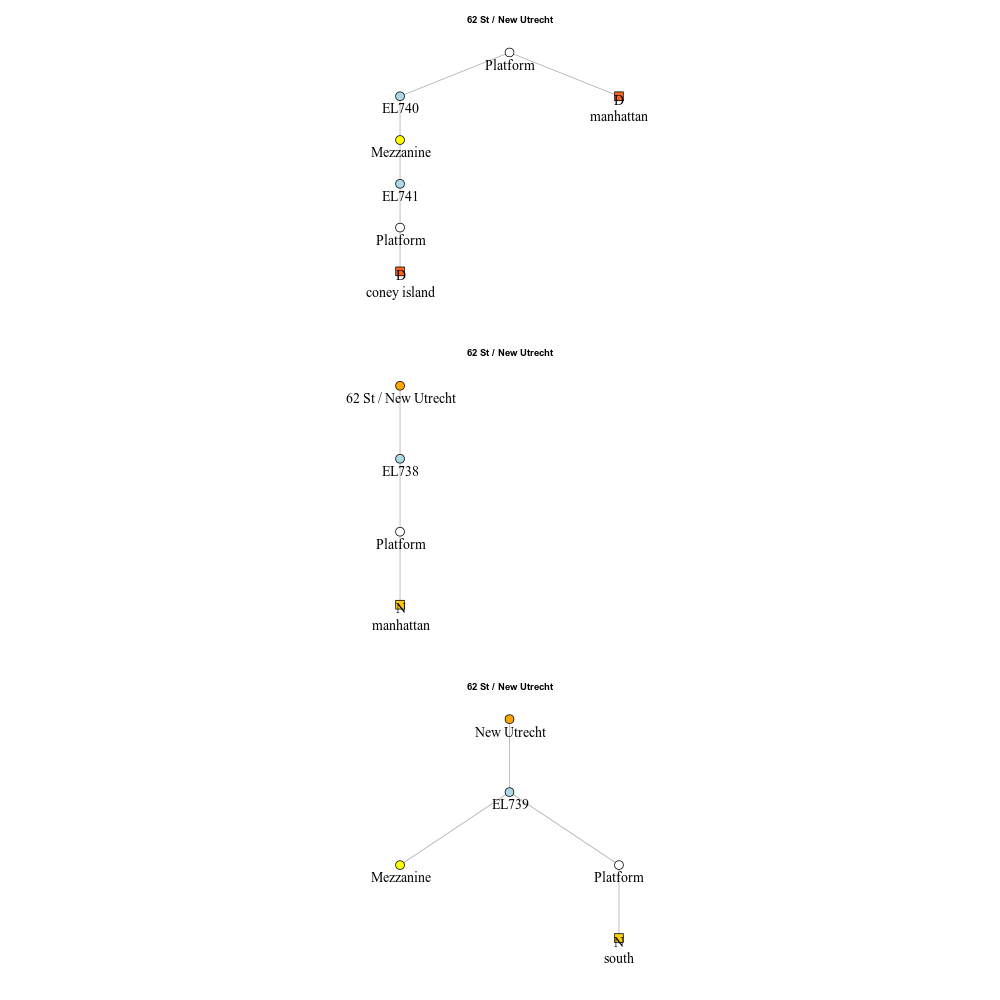 62 St / New Utrecht
Platform
EL740
D
manhattan
Mezzanine
EL741
Platform
D
coney island
62 St / New Utrecht
62 St / New Utrecht
EL738
Platform
N
manhattan
62 St / New Utrecht
New Utrecht
EL739
Mezzanine
Platform
N
south